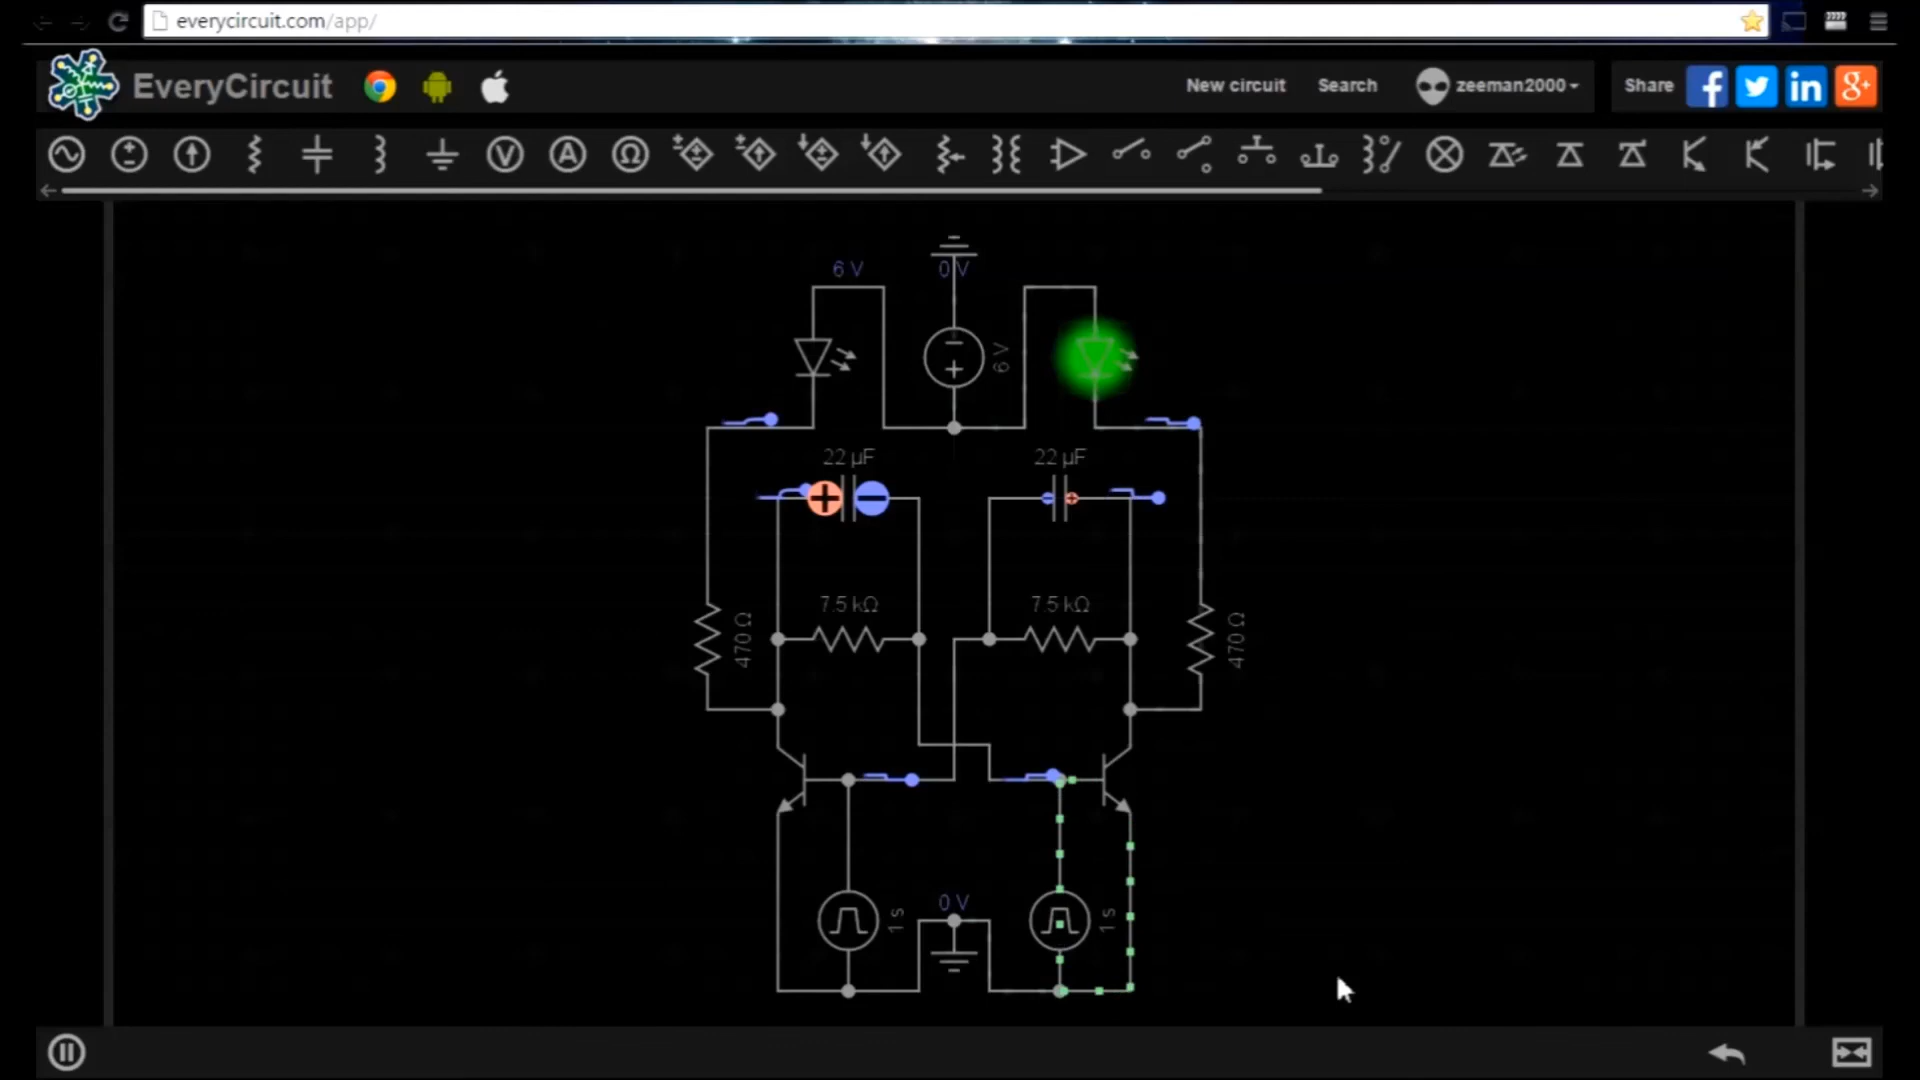 everycircuit.com/app/
EveryCircuit
New circuit
Search
zeeman2000
Share
6 V
0 V
6 V
22 µF
22 µF
7.5 kΩ
7.5 kΩ
470 Ω
470 Ω
0 V
1 s
1 s